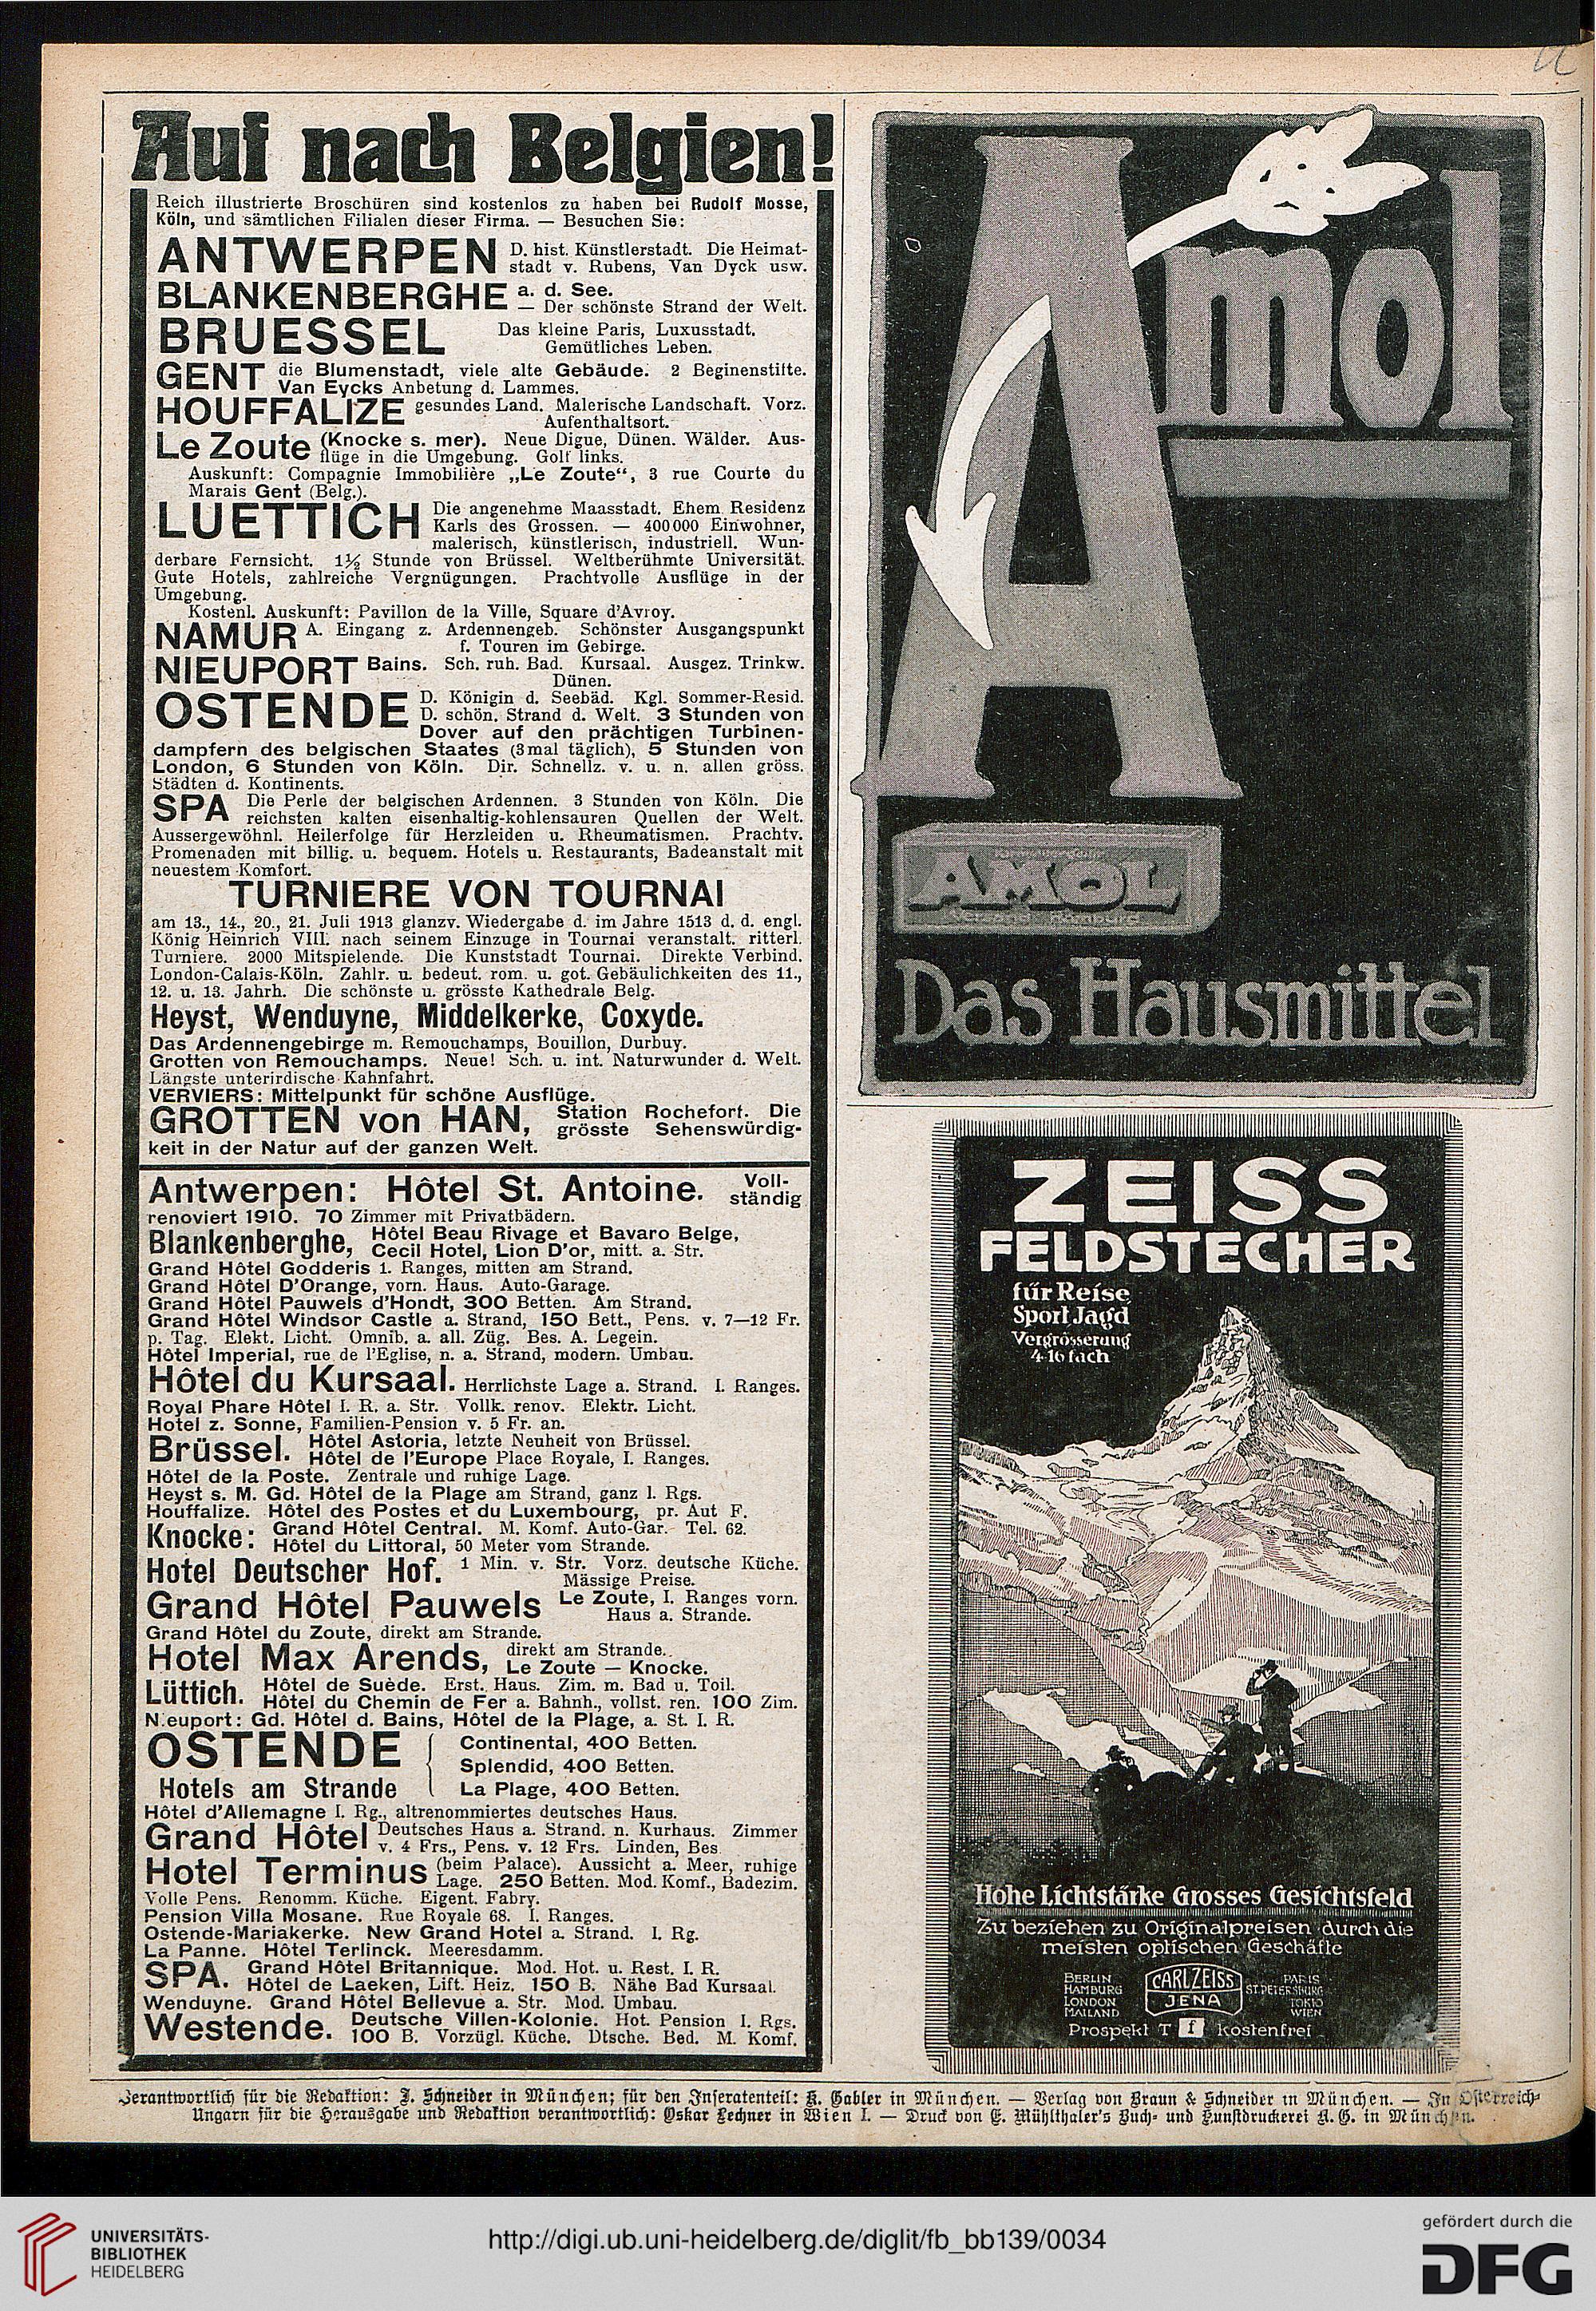 Auf nach Belgien!
Reich illustrierte Broschüren sind kostenlos zu haben bei Rudolf Mosse,
Köln, und sämtlichen Filialen dieser Firma. — Besuchen Sie:
ANTWERPEN D. hist. Künstlerstadt. Die Heimat-
stadt v. Rubens, Van Dyck usw.
BLANKENBERGHE a. d. See.
— Der schönste Strand der Welt.
BRUESSEL Das kleine Paris, Luxusstadt.
Gemütliches Leben.
GENT die Blumenstadt, viele alte Gebäude. 2 Beginenstifte.
Van Eycks Anbetung d. Lammes.
HOUFFALIZE gesundes Land. Malerische Landschaft. Vorz.
Aufenthaltsort.
Le Zoute (Knocke s. mer). Neue Digue, Dünen. Wälder. Aus-
flüge in die Umgebung. Golf links.
Auskunft: Compagnie Immobilière „Le Zoute“, 3 rue Courte du
Marais Gent (Belg.).
LUETTICH Die angenehme Maasstadt. Ehem. Residenz
Karls des Grossen. — 400000 Einwohner,
malerisch, künstlerisch, industriell. Wun-
derbare Fernsicht. 1½ Stunde von Brüssel. Weltberühmte Universität.
Gute Hotels, zahlreiche Vergnügungen. Prachtvolle Ausflüge in der
Umgebung.
Kostenl. Auskunft: Pavillon de la Ville, Square d'Avroy.
NAMUR A. Eingang z. Ardennengeb. Schönster Ausgangspunkt
f. Touren im Gebirge.
NIEUPORT Bains. Sch. ruh. Bad. Kursaal. Ausgez. Trinkw.
Dünen.
OSTENDE D. Königin d. Seebäd. Kgl. Sommer-Resid.
D. schön. Strand d. Welt. 3 Stunden von
Dover auf den prächtigen Turbinen-
dampfern des belgischen Staates (3mal täglich), 5 Stunden von
London, 6 Stunden von Köln. Dir. Schnellz. v. u. n. allen gröss.
Städten d. Kontinents.
SPA Die Perle der belgischen Ardennen. 3 Stunden von Köln. Die
reichsten kalten eisenhaltig-kohlensauren Quellen der Welt.
Aussergewöhnl. Heilerfolge für Herzleiden u. Rheumatismen. Prachtv.
Promenaden mit billig. u. bequem. Hotels u. Restaurants, Badeanstalt mit
neuestem Komfort.
TURNIERE VON TOURNAI
am 13., 14., 20., 21. Juli 1913 glanzv. Wiedergabe d. im Jahre 1513 d. d. engl.
König Heinrich VIII. nach seinem Einzuge in Tournai veranstalt. ritterl.
Turniere. 2000 Mitspielende. Die Kunststadt Tournai. Direkte Verbind.
London-Calais-Köln. Zahlr. u. bedeut. rom. u. got. Gebäulichkeiten des 11.,
12. u. 13. Jahrh. Die schönste u. grösste Kathedrale Belg.
Heyst, Wenduyne, Middelkerke, Coxyde.
Das Ardennengebirge m. Remouchamps, Bouillon, Durbuy.
Grotten von Remouchamps. Neue! Sch. u. int. Naturwunder d. Welt.
Längste unterirdische Kahnfahrt.
VERVIERS: Mittelpunkt für schöne Ausflüge.
GROTTEN von HAN, Station Rochefort. Die
grösste Sehenswürdig-
keit in der Natur auf der ganzen Welt.
Antwerpen: Hôtel St. Antoine. Voll-
ständig
renoviert 1910. 70 Zimmer mit Privatbädern.
Blankenberghe, Hôtel Beau Rivage et Bavaro Belge,
Cecil Hotel, Lion D'or, mitt. a. Str.
Grand Hôtel Godderis 1. Ranges, mitten am Strand.
Grand Hôtel D'Orange, vorn. Haus. Auto-Garage.
Grand Hôtel Pauwels d'Hondt, 300 Betten. Am Strand.
Grand Hôtel Windsor Castle a. Strand, 150 Bett., Pens. v. 7—12 Fr.
p. Tag. Elekt. Licht. Omnib. a. all. Züg. Bes. A. Legein.
Hôtel Imperial, rue de l'Eglise, n. a. Strand, modern. Umbau.
Hôtel du Kursaal. Herrlichste Lage a. Strand. I. Ranges.
Royal Phare Hôtel I. R. a. Str. Vollk. renov. Elektr. Licht.
Hotel z. Sonne, Familien-Pension v. 5 Fr. an.
Brüssel. Hôtel Astoria, letzte Neuheit von Brüssel.
Hôtel de l'Europe Place Royale, I. Ranges.
Hôtel de la Poste. Zentrale und ruhige Lage.
Heyst s. M. Gd. Hôtel de la Plage am Strand, ganz 1. Rgs.
Houffalize. Hôtel des Postes et du Luxembourg, pr. Aut F.
Knocke: Grand Hôtel Central. M. Komf. Auto-Gar. Tel. 62.
Hôtel du Littoral, 50 Meter vom Strande.
Hotel Deutscher Hof. 1 Min. v. Str. Vorz. deutsche Küche.
Mässige Preise.
Grand Hôtel Pauwels Le Zoute, I. Ranges vorn.
Haus a. Strande.
Grand Hôtel du Zoute, direkt am Strande.
Hotel Max Arends, direkt am Strande.
Le Zoute — Knocke.
Lüttich. Hôtel de Suède. Erst. Haus. Zim. m. Bad u. Toil.
Hôtel du Chemin de Fer a. Bahnh., vollst. ren. 100 Zim.
Nieuport: Gd. Hôtel d. Bains, Hôtel de la Plage, a. St. I. R.
OSTENDE Continental, 400 Betten.
Splendid, 400 Betten.
Hotels am Strande La Plage, 400 Betten.
Hôtel d'Allemagne I. Rg., altrenommiertes deutsches Haus.
Grand Hôtel Deutsches Haus a. Strand. n. Kurhaus. Zimmer
v. 4 Frs., Pens. v. 12 Frs. Linden, Bes
Hotel Terminus (beim Palace). Aussicht a. Meer, ruhige
Lage. 250 Betten. Mod. Komf., Badezim.
Volle Pens. Renomm. Küche. Eigent. Fabry.
Pension Villa Mosane. Rue Royale 68. I. Ranges.
Ostende-Mariakerke. New Grand Hotel a. Strand. I. Rg.
La Panne. Hôtel Terlinck. Meeresdamm.
SPA. Grand Hôtel Britannique. Mod. Hot. u. Rest. I. R.
Hôtel de Laeken, Lift. Heiz. 150 B. Nähe Bad Kursaal.
Wenduyne. Grand Hôtel Bellevue a. Str. Mod. Umbau.
Westende. Deutsche Villen-Kolonie. Hot. Pension I. Rgs.
100 B. Vorzügl. Küche. Dtsche. Bed. M. Komf.
Amol
AMOL
Versand Hamburg
Das Hausmittel
ZEISS
FELDSTECHER
für Reise
Sport Jagd
Vergrösserung
4-16 fach
Hohe Lichtstärke Grosses Gesichtsfeld
Zu beziehen zu Originalpreisen durch die
meisten optischen Geschäfte
BERLIN
HAMBURG
LONDON
MAILAND
CARL ZEISS
JENA
PARIS
ST. PETERSBURG
TOKIO
WIEN
Prospekt T f kostenfrei
Verantwortlich für die Redaktion: J. Schneider in München; für den Inseratenteil: K. Gabler in München. — Verlag von Braun & Schneider in München. — In Österreich-
Ungarn für die Herausgabe und Redaktion verantwortlich: Oskar Lechner in Wien I. — Druck von E. Mühlthaler's Buch- und Kunstdruckerei A.G. in München.
UNIVERSITÄTS-
BIBLIOTHEK
HEIDELBERG
http://digi.ub.uni-heidelberg.de/diglit/fb_bb139/0034
gefördert durch die
DFG